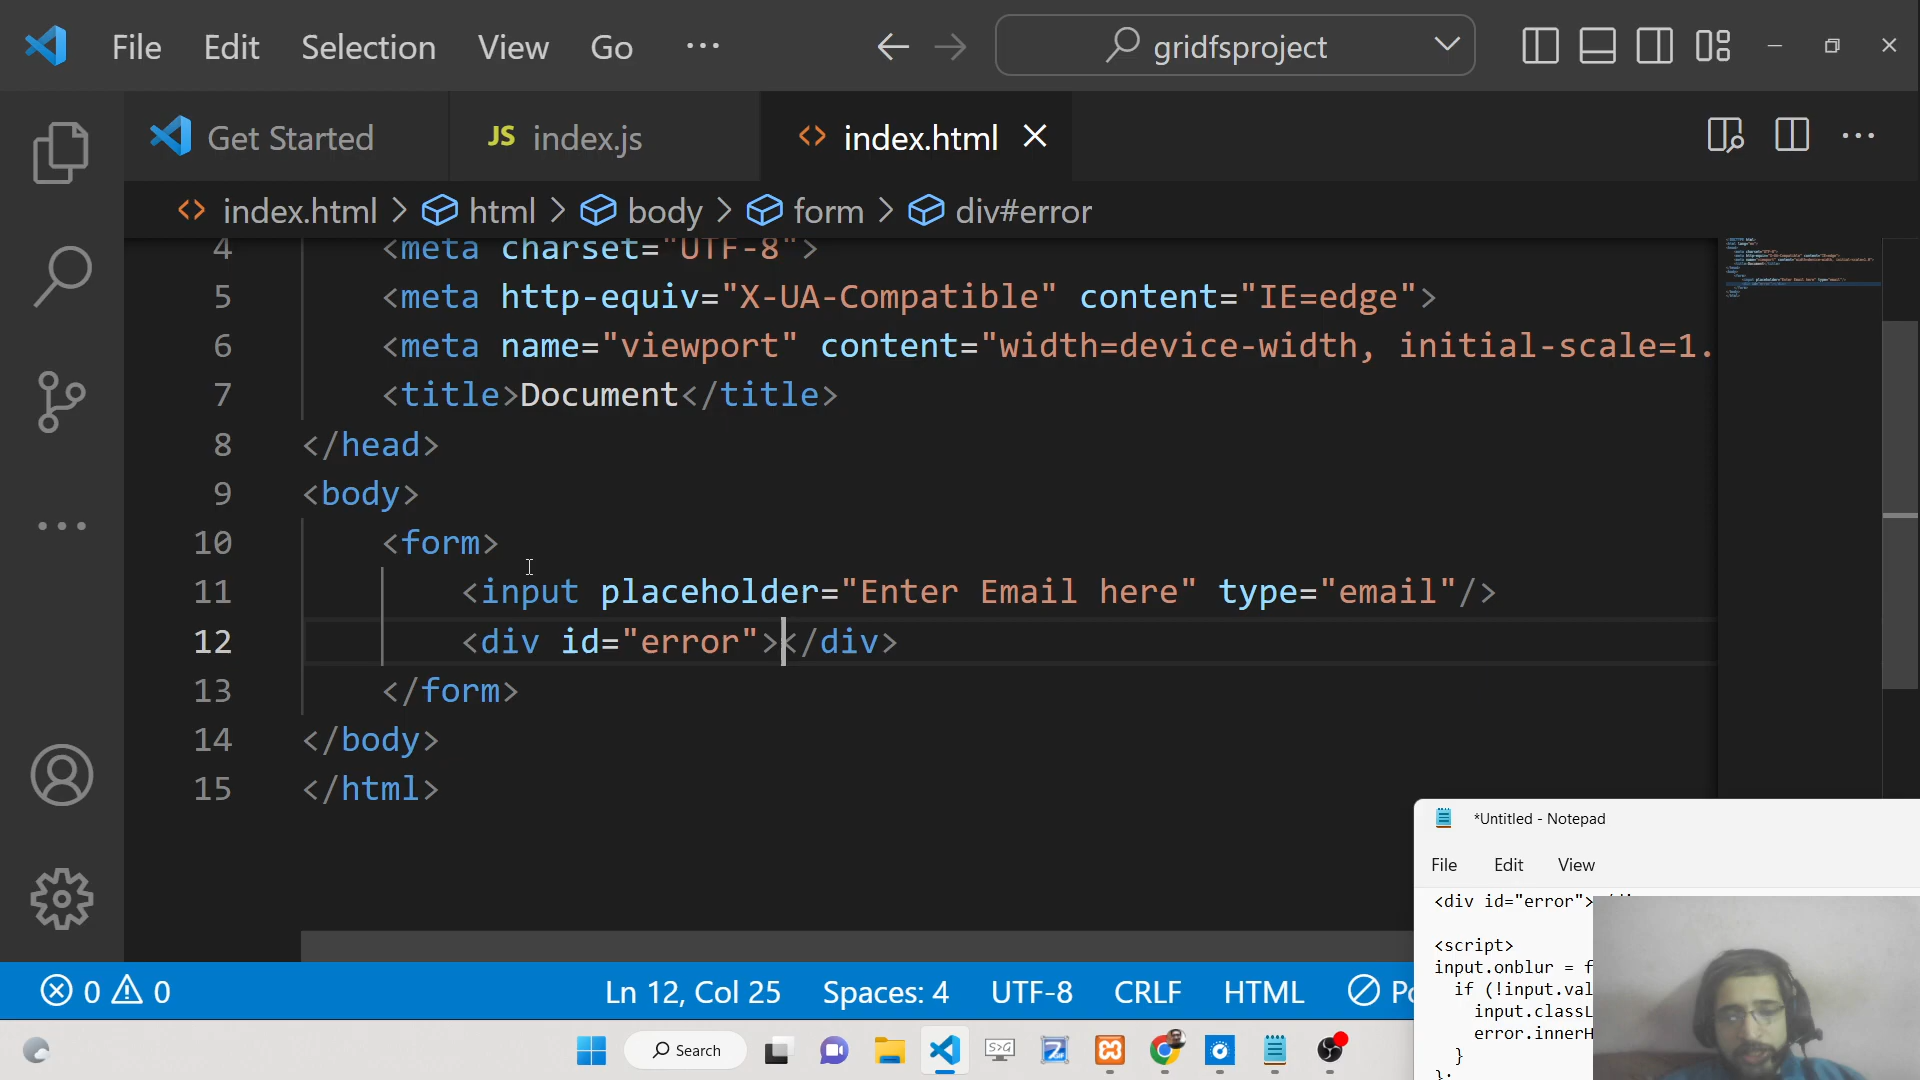 File Edit Selection View Go ··· gridfsproject
Get Started JS index.js index.html
index.html > html > body > form > div#error
4 <meta charset="UTF-8">
5 <meta http-equiv="X-UA-Compatible" content="IE=edge">
6 <meta name="viewport" content="width=device-width, initial-scale=1.
7 <title>Document</title>
8 </head>
9 <body>
10 <form>
11 <input placeholder="Enter Email here" type="email"/>
12 <div id="error"></div>
13 </form>
14 </body>
15 </html>
*Untitled - Notepad
File Edit View
<div id="error">
<script>
input.onblur = f
if (!input.val
input.classL
error.innerH
}
};
0 0 Ln 12, Col 25 Spaces: 4 UTF-8 CRLF HTML
Search